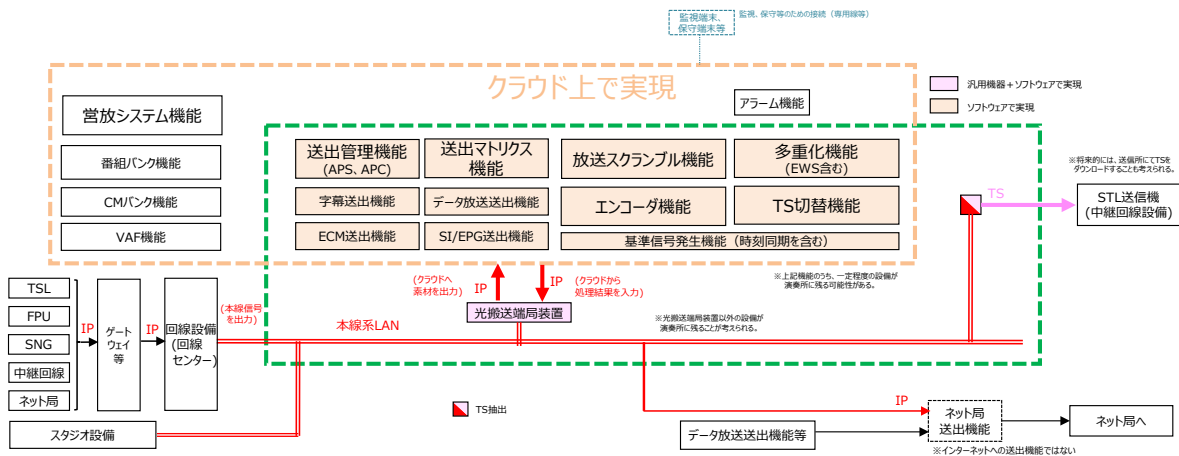 監視端末、
保守端末等
監視、保守等のための接続（専用線等）
クラウド上で実現
汎用機器＋ソフトウェアで実現
ソフトウェアで実現
営放システム機能
アラーム機能
番組バンク機能
CMバンク機能
VAF機能
送出管理機能
(APS, APC)
送出マトリクス
機能
放送スクランブル機能
多重化機能
(EWS含む)
字幕送出機能
データ放送送出機能
エンコーダ機能
TS切替機能
ECM送出機能
SI/EPG送出機能
基準信号発生機能（時刻同期を含む）
※将来的には、送信所にてTSを
ダウンロードすることも考えられる。
TS
STL送信機
(中継回線設備)
(クラウドへ
素材を出力)
IP
IP
(クラウドから
処理結果を入力)
※上記機能のうち、一定程度の設備が
演奏所に残る可能性がある。
光搬送端局装置
※光搬送端局装置以外の設備が
演奏所に残ることが考えられる。
本線系LAN
TSL
FPU
SNG
中継回線
ネット局
IP
ゲート
ウェイ
等
IP
回線設備
(回線
センター)
(本線信号
を出力)
スタジオ設備
TS抽出
IP
データ放送送出機能等
ネット局
送出機能
ネット局へ
※インターネットへの送出機能ではない